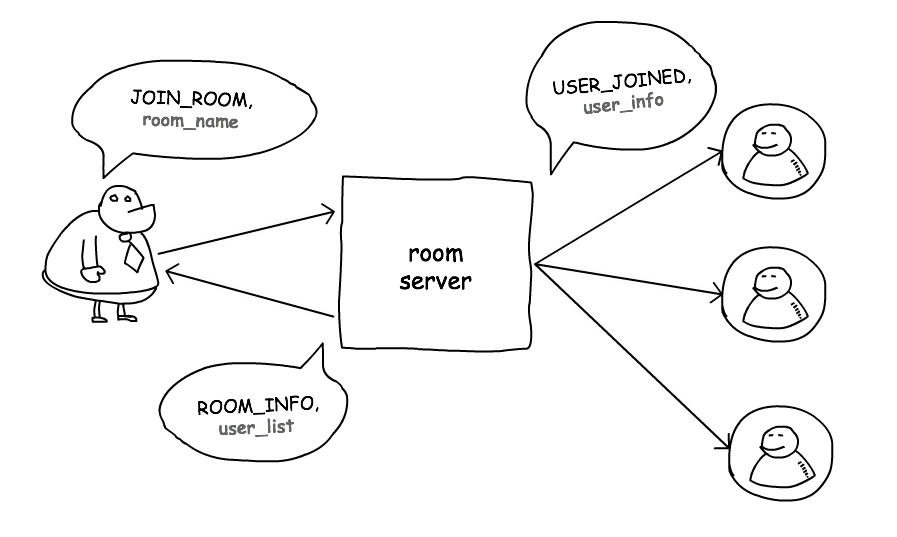 JOIN_ROOM,
room_name
USER_JOINED,
user_info
room
server
ROOM_INFO,
user_list